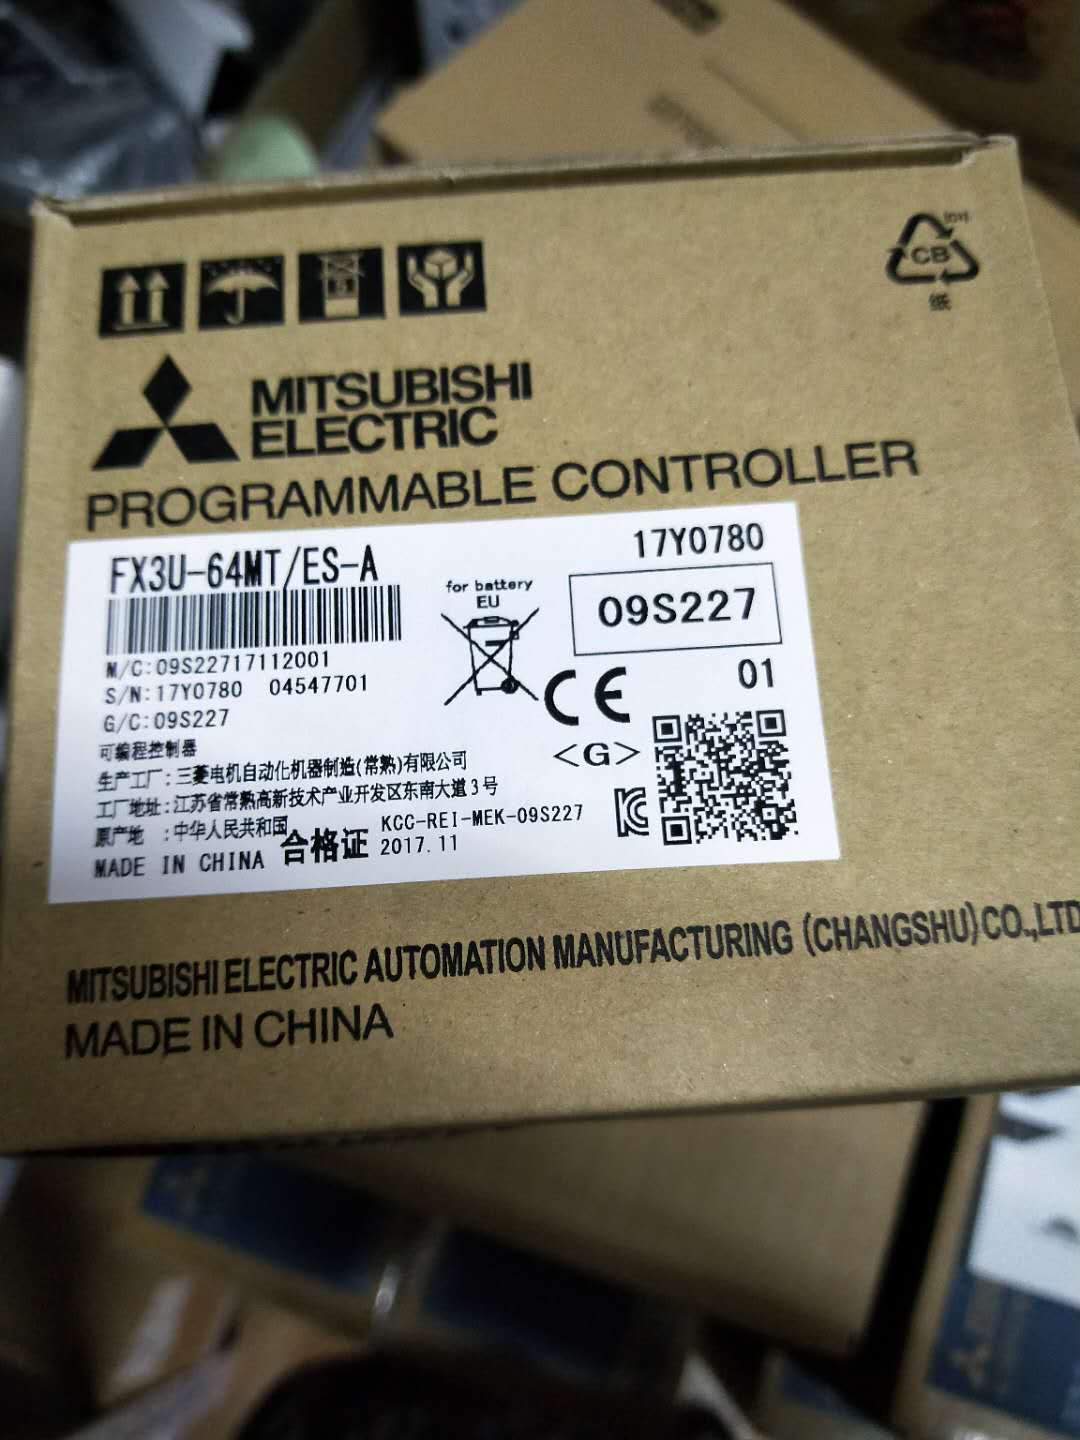 CB
纸
MITSUBISHI
ELECTRIC
PROGRAMMABLE CONTROLLER
FX3U-64MT/ES-A
17Y0780
for battery
EU
09S227
M/C:09S22717112001
S/N:17Y0780 04547701
01
G/C:09S227
CE
<G>
可编程控制器
生产工厂:三菱电机自动化机器制造(常熟)有限公司
工厂地址:江苏省常熟高新技术产业开发区东南大道3号
原产地 :中华人民共和国
KCC-REI-MEK-09S227
MADE IN CHINA 合格证 2017.11
MITSUBISHI ELECTRIC AUTOMATION MANUFACTURING (CHANGSHU)CO.,LTD
MADE IN CHINA